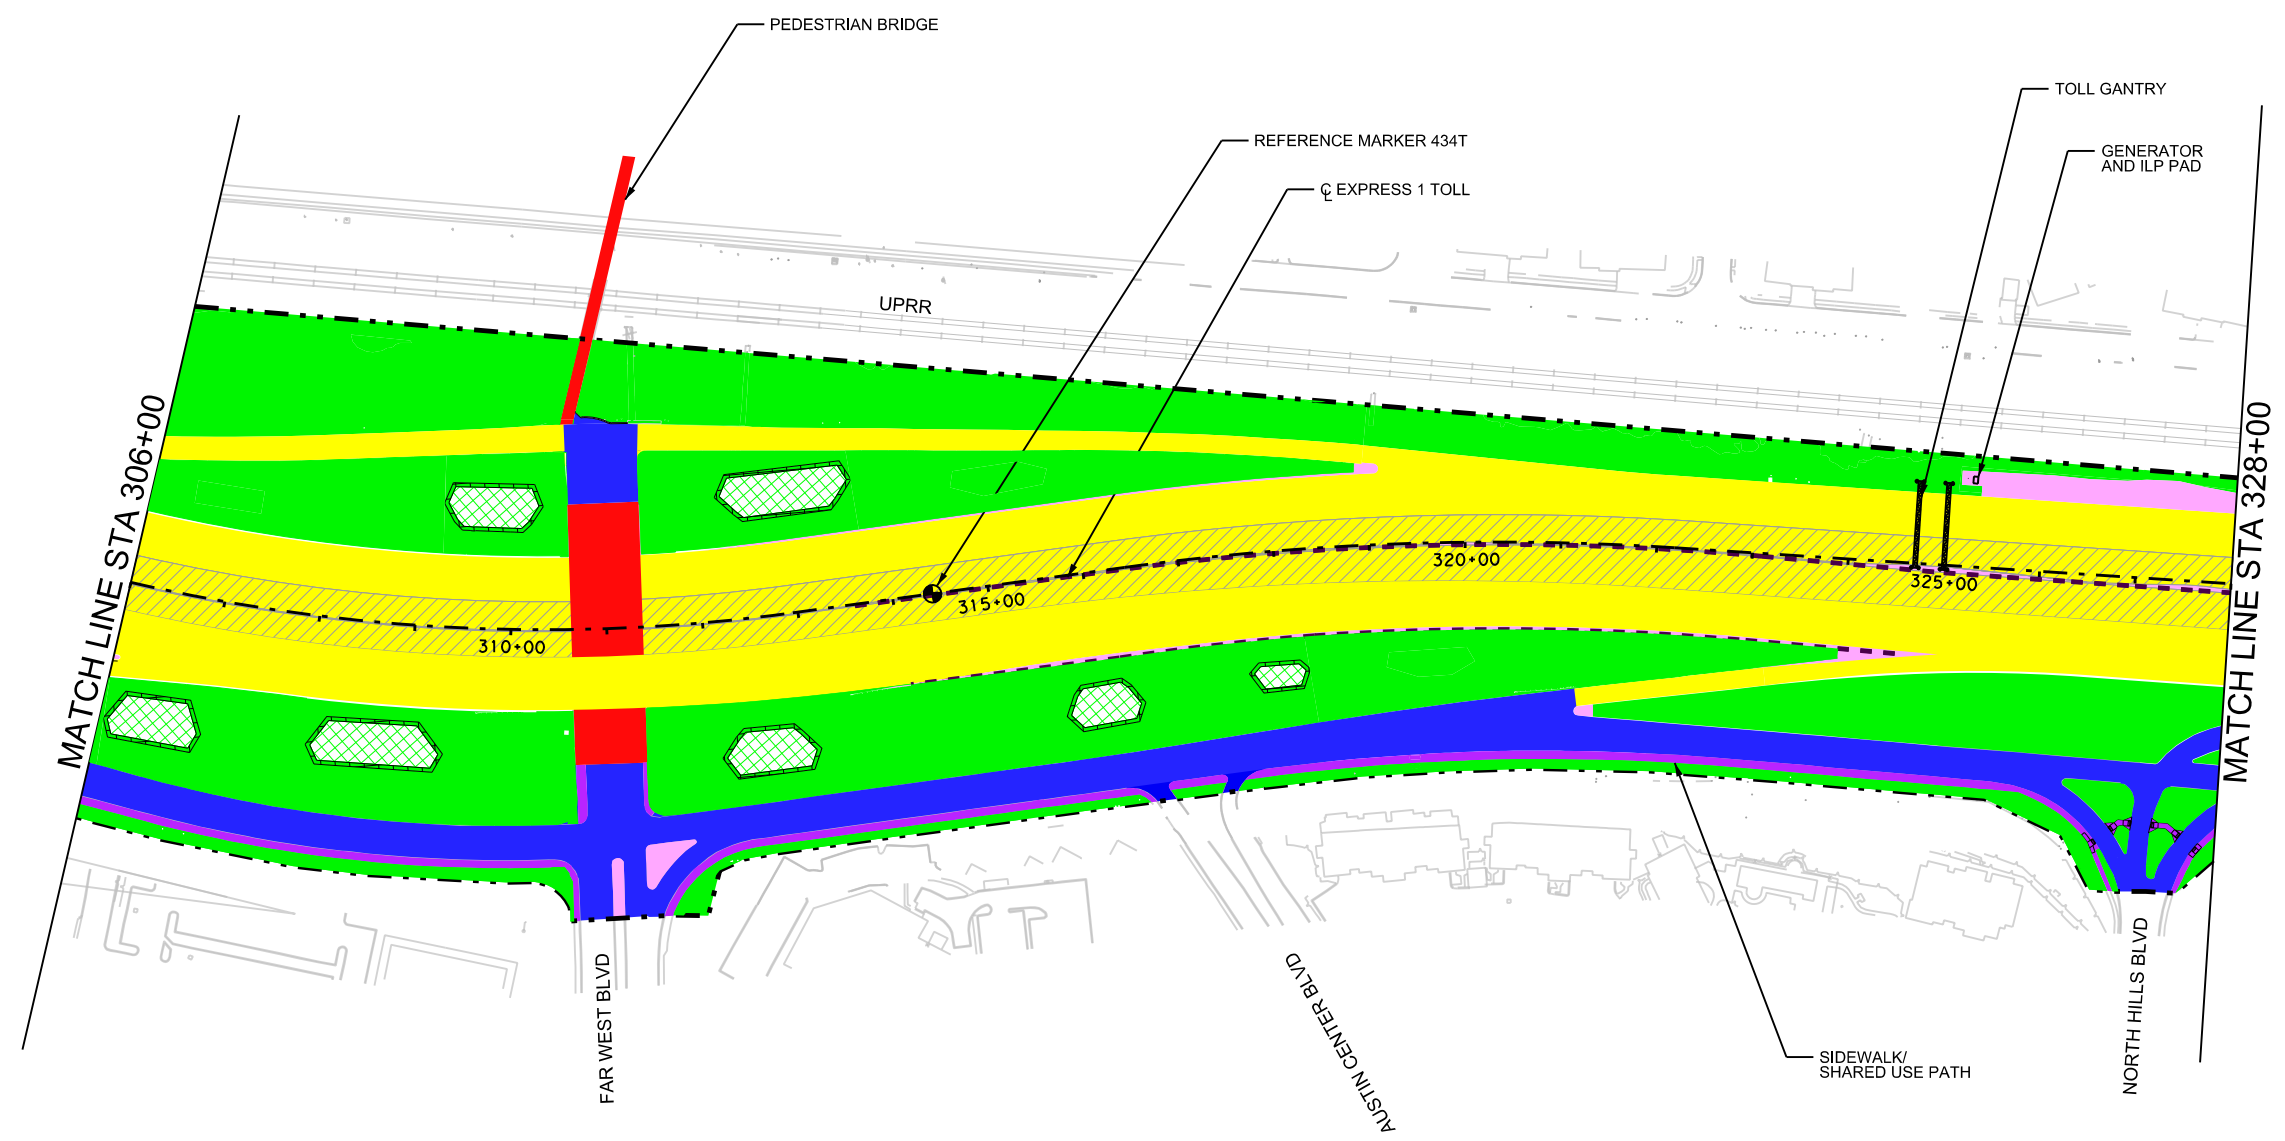 PEDESTRIAN BRIDGE
TOLL GANTRY
REFERENCE MARKER 434T
GENERATOR
AND ILP PAD
℄ EXPRESS 1 TOLL
UPRR
MATCH LINE STA 306+00
MATCH LINE STA 328+00
310+00
315+00
320+00
325+00
FAR WEST BLVD
AUSTIN CENTER BLVD
NORTH HILLS BLVD
SIDEWALK/
SHARED USE PATH